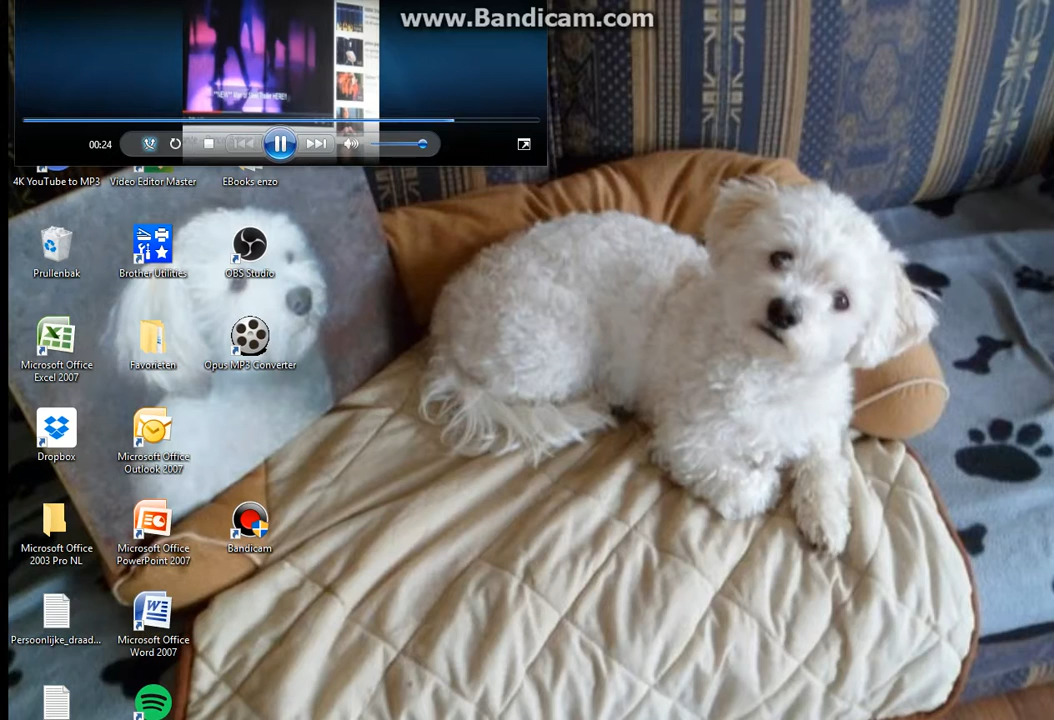 www.Bandicam.com
00:24
4K YouTube to MP3
Video Editor Master
EBooks enzo
Prullenbak
Brother Utilities
OBS Studio
Microsoft Office
Excel 2007
Favorieten
Opus MP3 Converter
Dropbox
Microsoft Office
Outlook 2007
Microsoft Office
2003 Pro NL
Microsoft Office
PowerPoint 2007
Bandicam
Persoonlijke_draad...
Microsoft Office
Word 2007